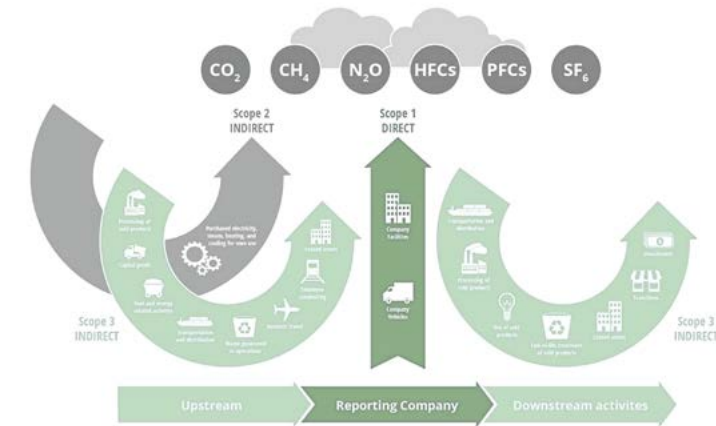 CO2
CH4
N2O
HFCs
PFCs
SF6
Scope 2
INDIRECT
Scope 1
DIRECT
Purchased electricity,
steam, heating, and
cooling for own use
Processing of
sold products
Capital goods
Fuel and energy
related activities
Transportation
and distribution
Waste generated
in operations
Business travel
Employee
commuting
Leased assets
Company
Facilities
Company
Vehicles
Transportation and
distribution
Processing of
sold products
Use of sold
products
End-of-life treatment
of sold products
Leased assets
Franchises
Investments
Scope 3
INDIRECT
Scope 3
INDIRECT
Upstream
Reporting Company
Downstream activites